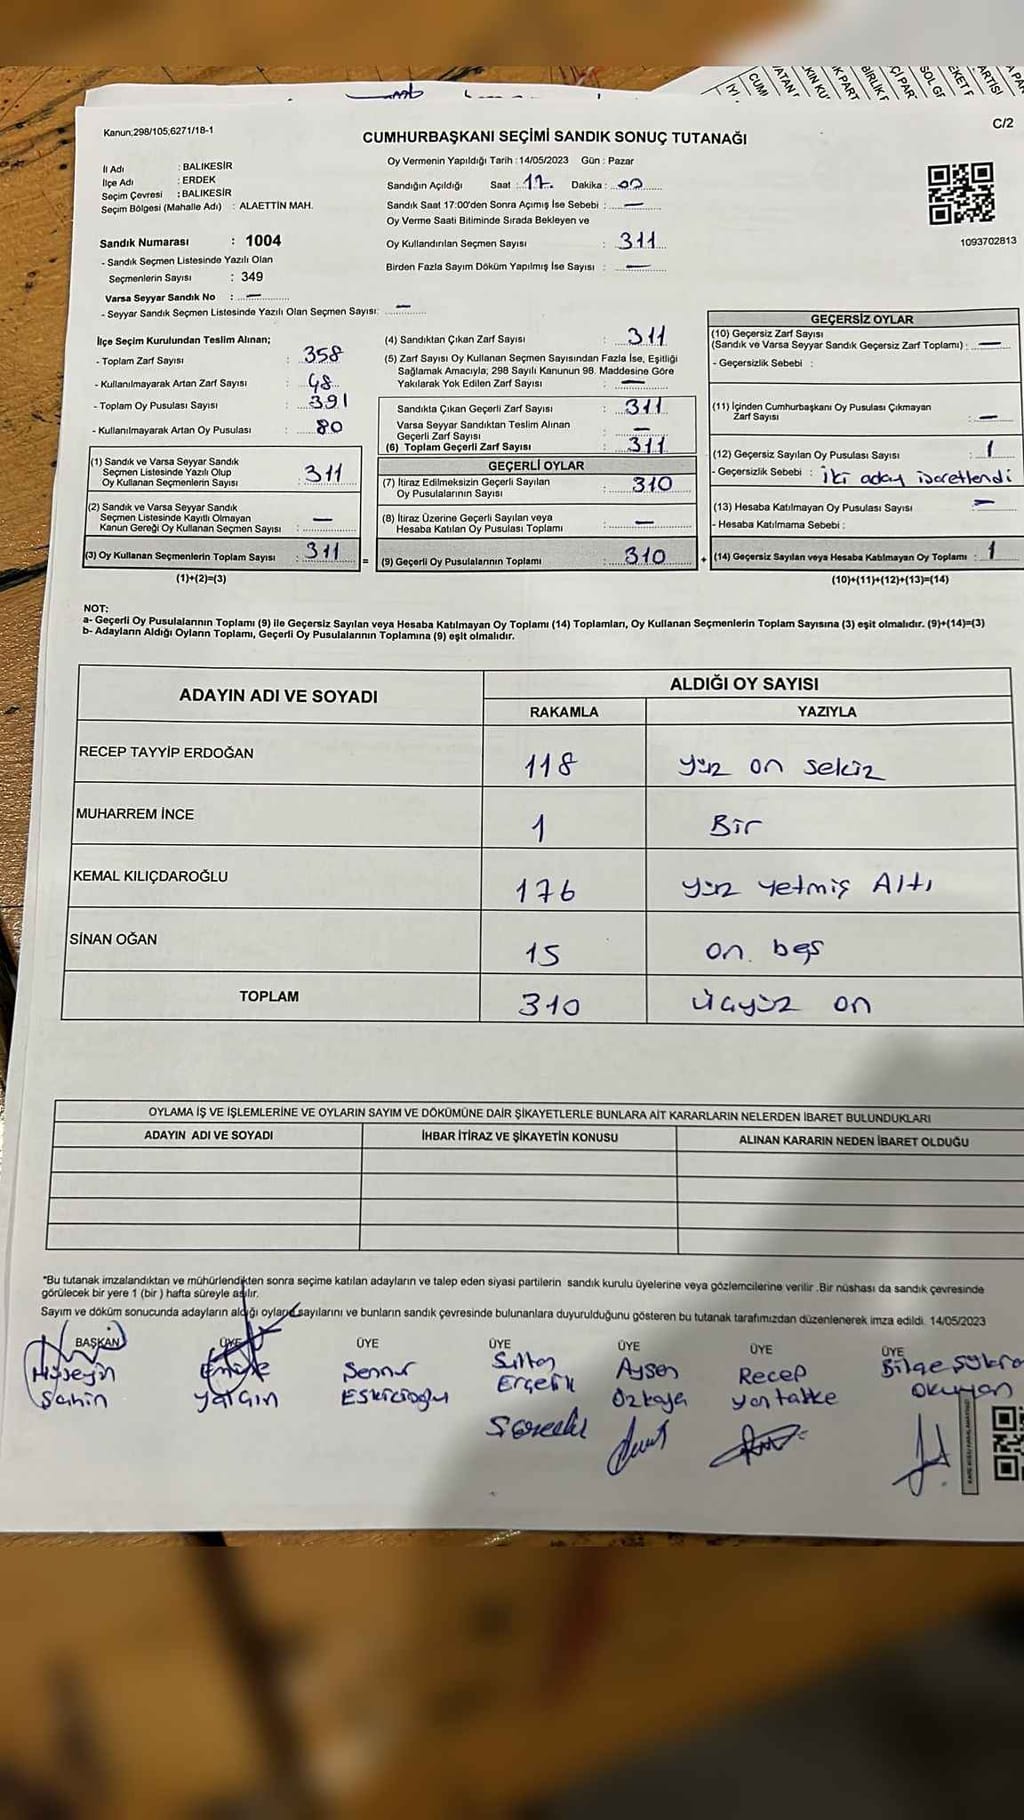 CUM
ARTİSİ
Kanun;298/105,6271/18-1
CUMHURBAŞKANI SEÇİMİ SANDIK SONUÇ TUTANAĞI
C/2
İl Adı : BALIKESİR
İlçe Adı : ERDEK
Seçim Çevresi : BALIKESİR
Seçim Bölgesi (Mahalle Adı) : ALAETTİN MAH.
Oy Vermenin Yapıldığı Tarih : 14/05/2023 Gün : Pazar
Sandığın Açıldığı Saat : 17. Dakika : 00
Sandık Saat 17:00'den Sonra Açımış İse Sebebi : —
Oy Verme Saati Bitiminde Sırada Bekleyen ve
Oy Kullandırılan Seçmen Sayısı : 311
Birden Fazla Sayım Döküm Yapılmış İse Sayısı : —
1093702813
Sandık Numarası : 1004
- Sandık Seçmen Listesinde Yazılı Olan
Seçmenlerin Sayısı : 349
Varsa Seyyar Sandık No : —
- Seyyar Sandık Seçmen Listesinde Yazılı Olan Seçmen Sayısı: —
İlçe Seçim Kurulundan Teslim Alınan;
- Toplam Zarf Sayısı : 358
- Kullanılmayarak Artan Zarf Sayısı : 48
- Toplam Oy Pusulası Sayısı : 391
- Kullanılmayarak Artan Oy Pusulası : 80
(1) Sandık ve Varsa Seyyar Sandık
Seçmen Listesinde Yazılı Olup
Oy Kullanan Seçmenlerin Sayısı : 311
(2) Sandık ve Varsa Seyyar Sandık
Seçmen Listesinde Kayıtlı Olmayan
Kanun Gereği Oy Kullanan Seçmen Sayısı : —
(3) Oy Kullanan Seçmenlerin Toplam Sayısı : 311 =
(1)+(2)=(3)
(4) Sandıktan Çıkan Zarf Sayısı : 311
(5) Zarf Sayısı Oy Kullanan Seçmen Sayısından Fazla İse, Eşitliği
Sağlamak Amacıyla; 298 Sayılı Kanunun 98. Maddesine Göre
Yakılarak Yok Edilen Zarf Sayısı : —
Sandıkta Çıkan Geçerli Zarf Sayısı : 311
Varsa Seyyar Sandıktan Teslim Alınan
Geçerli Zarf Sayısı : —
(6) Toplam Geçerli Zarf Sayısı : 311
GEÇERLİ OYLAR
(7) İtiraz Edilmeksizin Geçerli Sayılan
Oy Pusulalarının Sayısı : 310
(8) İtiraz Üzerine Geçerli Sayılan veya
Hesaba Katılan Oy Pusulası Toplamı : —
(9) Geçerli Oy Pusulalarının Toplamı : 310 +
GEÇERSİZ OYLAR
(10) Geçersiz Zarf Sayısı
(Sandık ve Varsa Seyyar Sandık Geçersiz Zarf Toplamı) : —
- Geçersizlik Sebebi :
(11) İçinden Cumhurbaşkanı Oy Pusulası Çıkmayan
Zarf Sayısı : —
(12) Geçersiz Sayılan Oy Pusulası Sayısı : 1
- Geçersizlik Sebebi : iki aday işaretlendi
(13) Hesaba Katılmayan Oy Pusulası Sayısı : —
- Hesaba Katılmama Sebebi :
(14) Geçersiz Sayılan veya Hesaba Katılmayan Oy Toplamı : 1
(10)+(11)+(12)+(13)=(14)
NOT:
a- Geçerli Oy Pusulalarının Toplamı (9) ile Geçersiz Sayılan veya Hesaba Katılmayan Oy Toplamı (14) Toplamları, Oy Kullanan Seçmenlerin Toplam Sayısına (3) eşit olmalıdır. (9)+(14)=(3)
b- Adayların Aldığı Oyların Toplamı, Geçerli Oy Pusulalarının Toplamına (9) eşit olmalıdır.
ADAYIN ADI VE SOYADI
ALDIĞI OY SAYISI
RAKAMLA YAZIYLA
RECEP TAYYİP ERDOĞAN 118 yüz on sekiz
MUHARREM İNCE 1 Bir
KEMAL KILIÇDAROĞLU 176 yüz yetmiş Altı
SİNAN OĞAN 15 on. beş
TOPLAM 310 üçyüz on
OYLAMA İŞ VE İŞLEMLERİNE VE OYLARIN SAYIM VE DÖKÜMÜNE DAİR ŞİKAYETLERLE BUNLARA AİT KARARLARIN NELERDEN İBARET BULUNDUKLARI
ADAYIN ADI VE SOYADI İHBAR İTİRAZ VE ŞİKAYETİN KONUSU ALINAN KARARIN NEDEN İBARET OLDUĞU
*Bu tutanak imzalandıktan ve mühürlendikten sonra seçime katılan adayların ve talep eden siyasi partilerin sandık kurulu üyelerine veya gözlemcilerine verilir .Bir nüshası da sandık çevresinde
görülecek bir yere 1 (bir ) hafta süreyle asılır.
Sayım ve döküm sonucunda adayların aldığı oyların sayılarını ve bunların sandık çevresinde bulunanlara duyurulduğunu gösteren bu tutanak tarafımızdan düzenlenerek imza edildi. 14/05/2023
BAŞKAN ÜYE ÜYE ÜYE ÜYE ÜYE ÜYE
Hüseyin Emine Sennur Sultan Aysen Recep Bilge Şükra
Şahin Yalçın ESKİCİOĞLU Erçelik Özkaya Yurtakke Okuyan